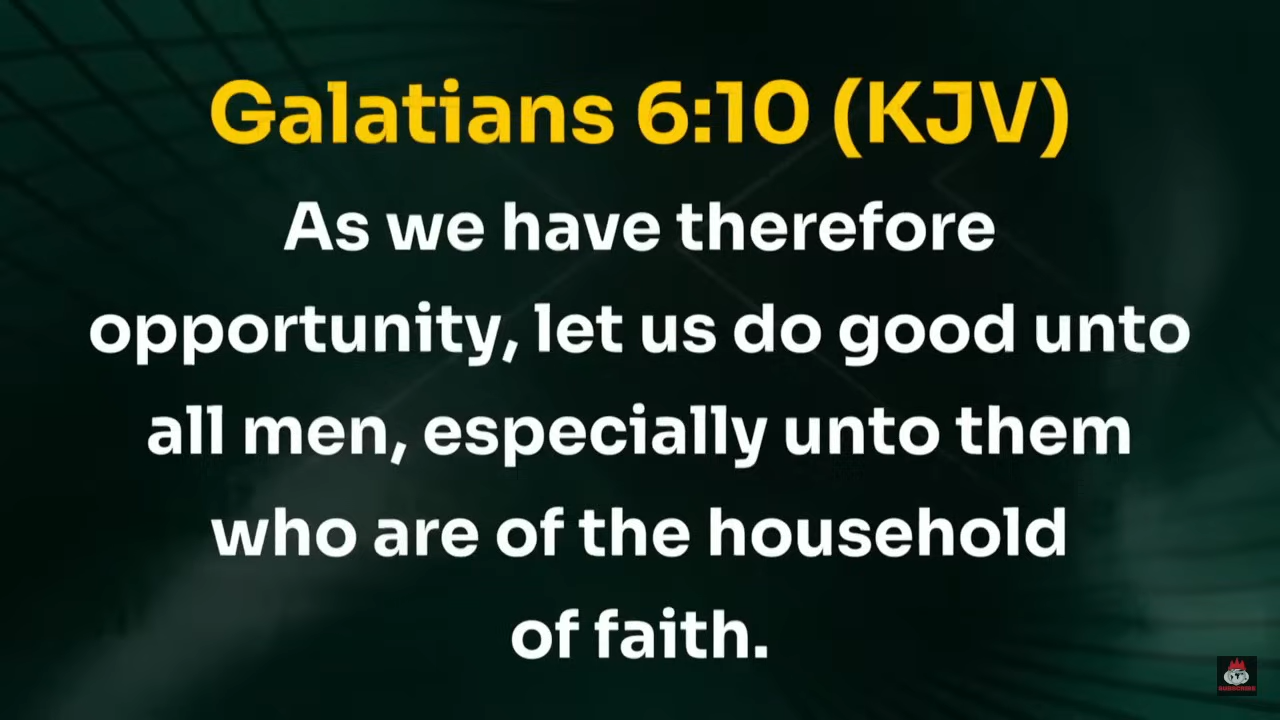 Galatians 6:10 (KJV)
As we have therefore
opportunity, let us do good unto
all men, especially unto them
who are of the household
of faith.
SUBSCRIBE